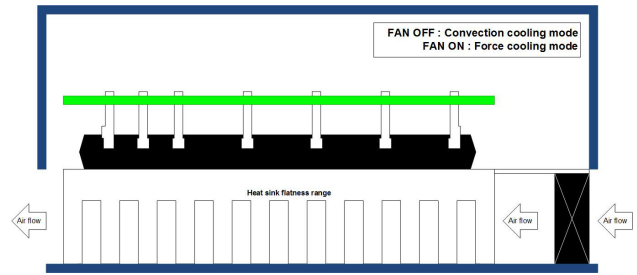 FAN OFF : Convection cooling mode
FAN ON : Force cooling mode
Heat sink flatness range
Air flow
Air flow
Air flow